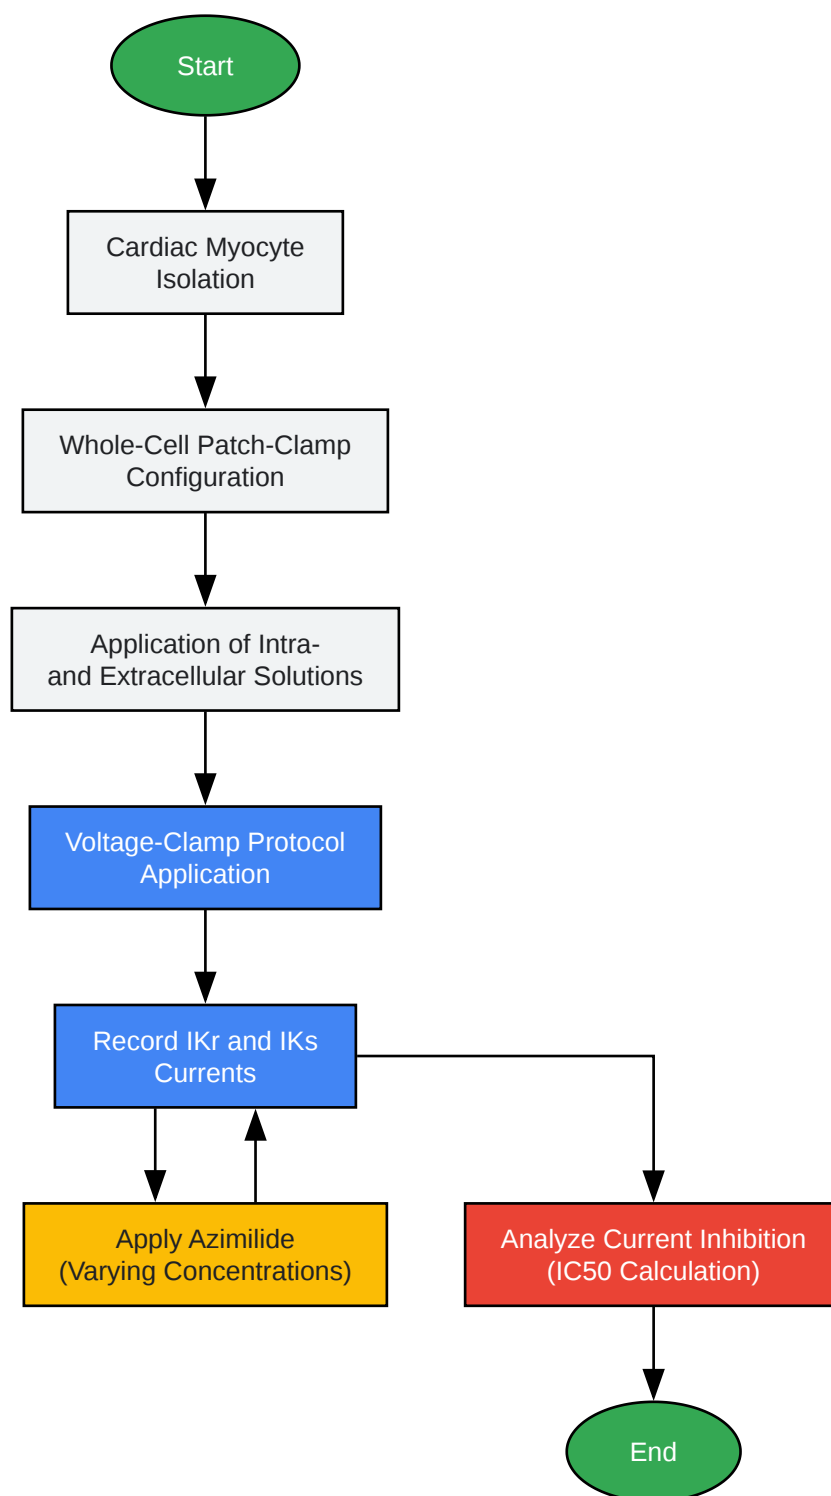 Start
Cardiac Myocyte
Isolation
Whole-Cell Patch-Clamp
Configuration
Application of Intra-
and Extracellular Solutions
Voltage-Clamp Protocol
Application
Record IKr and IKs
Currents
Apply Azimilide
(Varying Concentrations)
Analyze Current Inhibition
(IC50 Calculation)
End